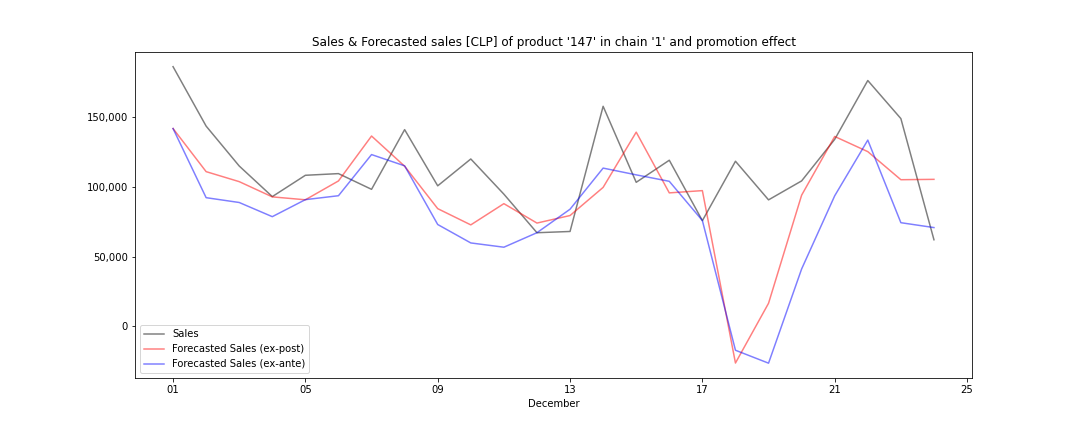 Sales & Forecasted sales [CLP] of product '147' in chain '1' and promotion effect
150,000
100,000
50,000
0
Sales
Forecasted Sales (ex-post)
Forecasted Sales (ex-ante)
01 05 09 13 17 21 25
December